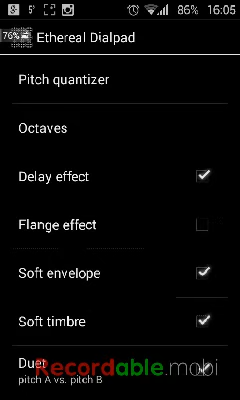 5' 86% 16:05
76% Ethereal Dialpad
Pitch quantizer
Octaves
Delay effect
Flange effect
Soft envelope
Soft timbre
Duet
Recordable.mobi
pitch A vs. pitch B